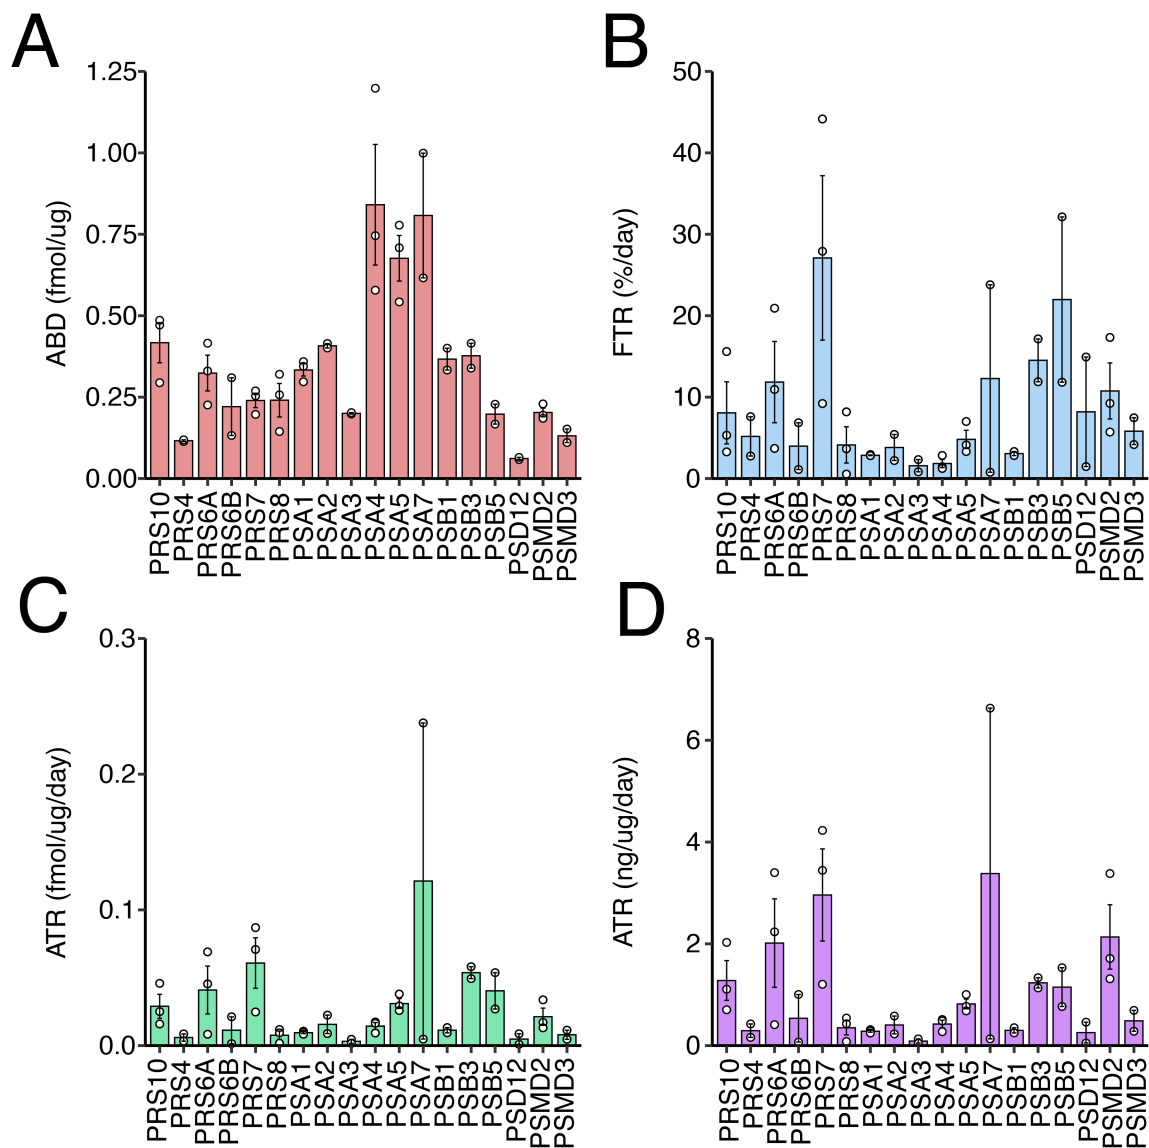 A
ABD (fmol/ug)
1.25
1.00
0.75
0.50
0.25
0.00
PRS10
PRS4
PRS6A
PRS6B
PRS7
PRS8
PSA1
PSA2
PSA3
PSA4
PSA5
PSA7
PSB1
PSB3
PSB5
PSD12
PSMD2
PSMD3
B
FTR (%/day)
50
40
30
20
10
0
PRS10
PRS4
PRS6A
PRS6B
PRS7
PRS8
PSA1
PSA2
PSA3
PSA4
PSA5
PSA7
PSB1
PSB3
PSB5
PSD12
PSMD2
PSMD3
C
ATR (fmol/ug/day)
0.3
0.2
0.1
0.0
PRS10
PRS4
PRS6A
PRS6B
PRS7
PRS8
PSA1
PSA2
PSA3
PSA4
PSA5
PSA7
PSB1
PSB3
PSB5
PSD12
PSMD2
PSMD3
D
ATR (ng/ug/day)
8
6
4
2
0
PRS10
PRS4
PRS6A
PRS6B
PRS7
PRS8
PSA1
PSA2
PSA3
PSA4
PSA5
PSA7
PSB1
PSB3
PSB5
PSD12
PSMD2
PSMD3